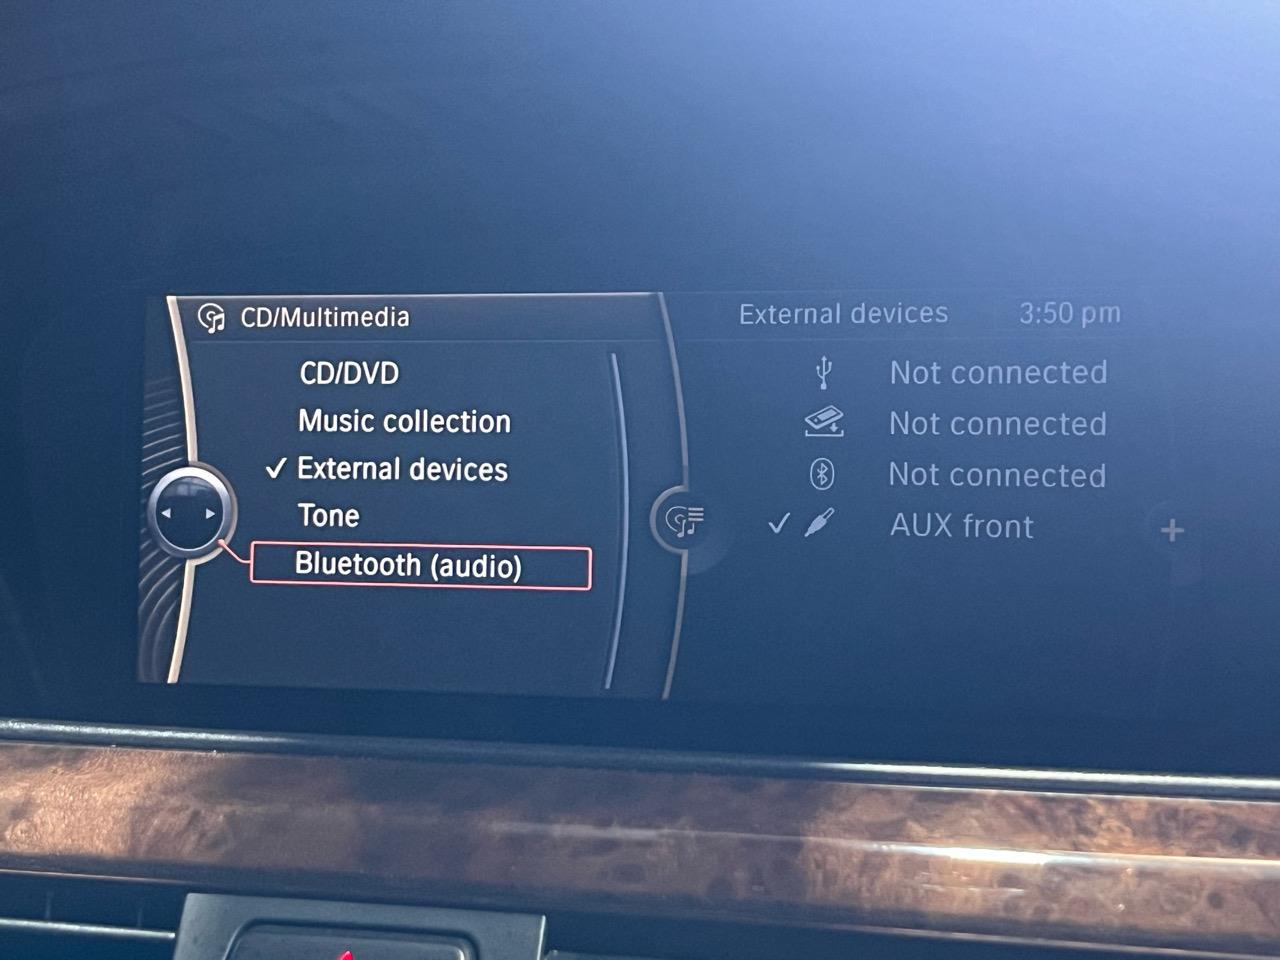 CD/Multimedia
CD/DVD
Music collection
External devices
Tone
Bluetooth (audio)
External devices 3:50 pm
Not connected
Not connected
Not connected
AUX front